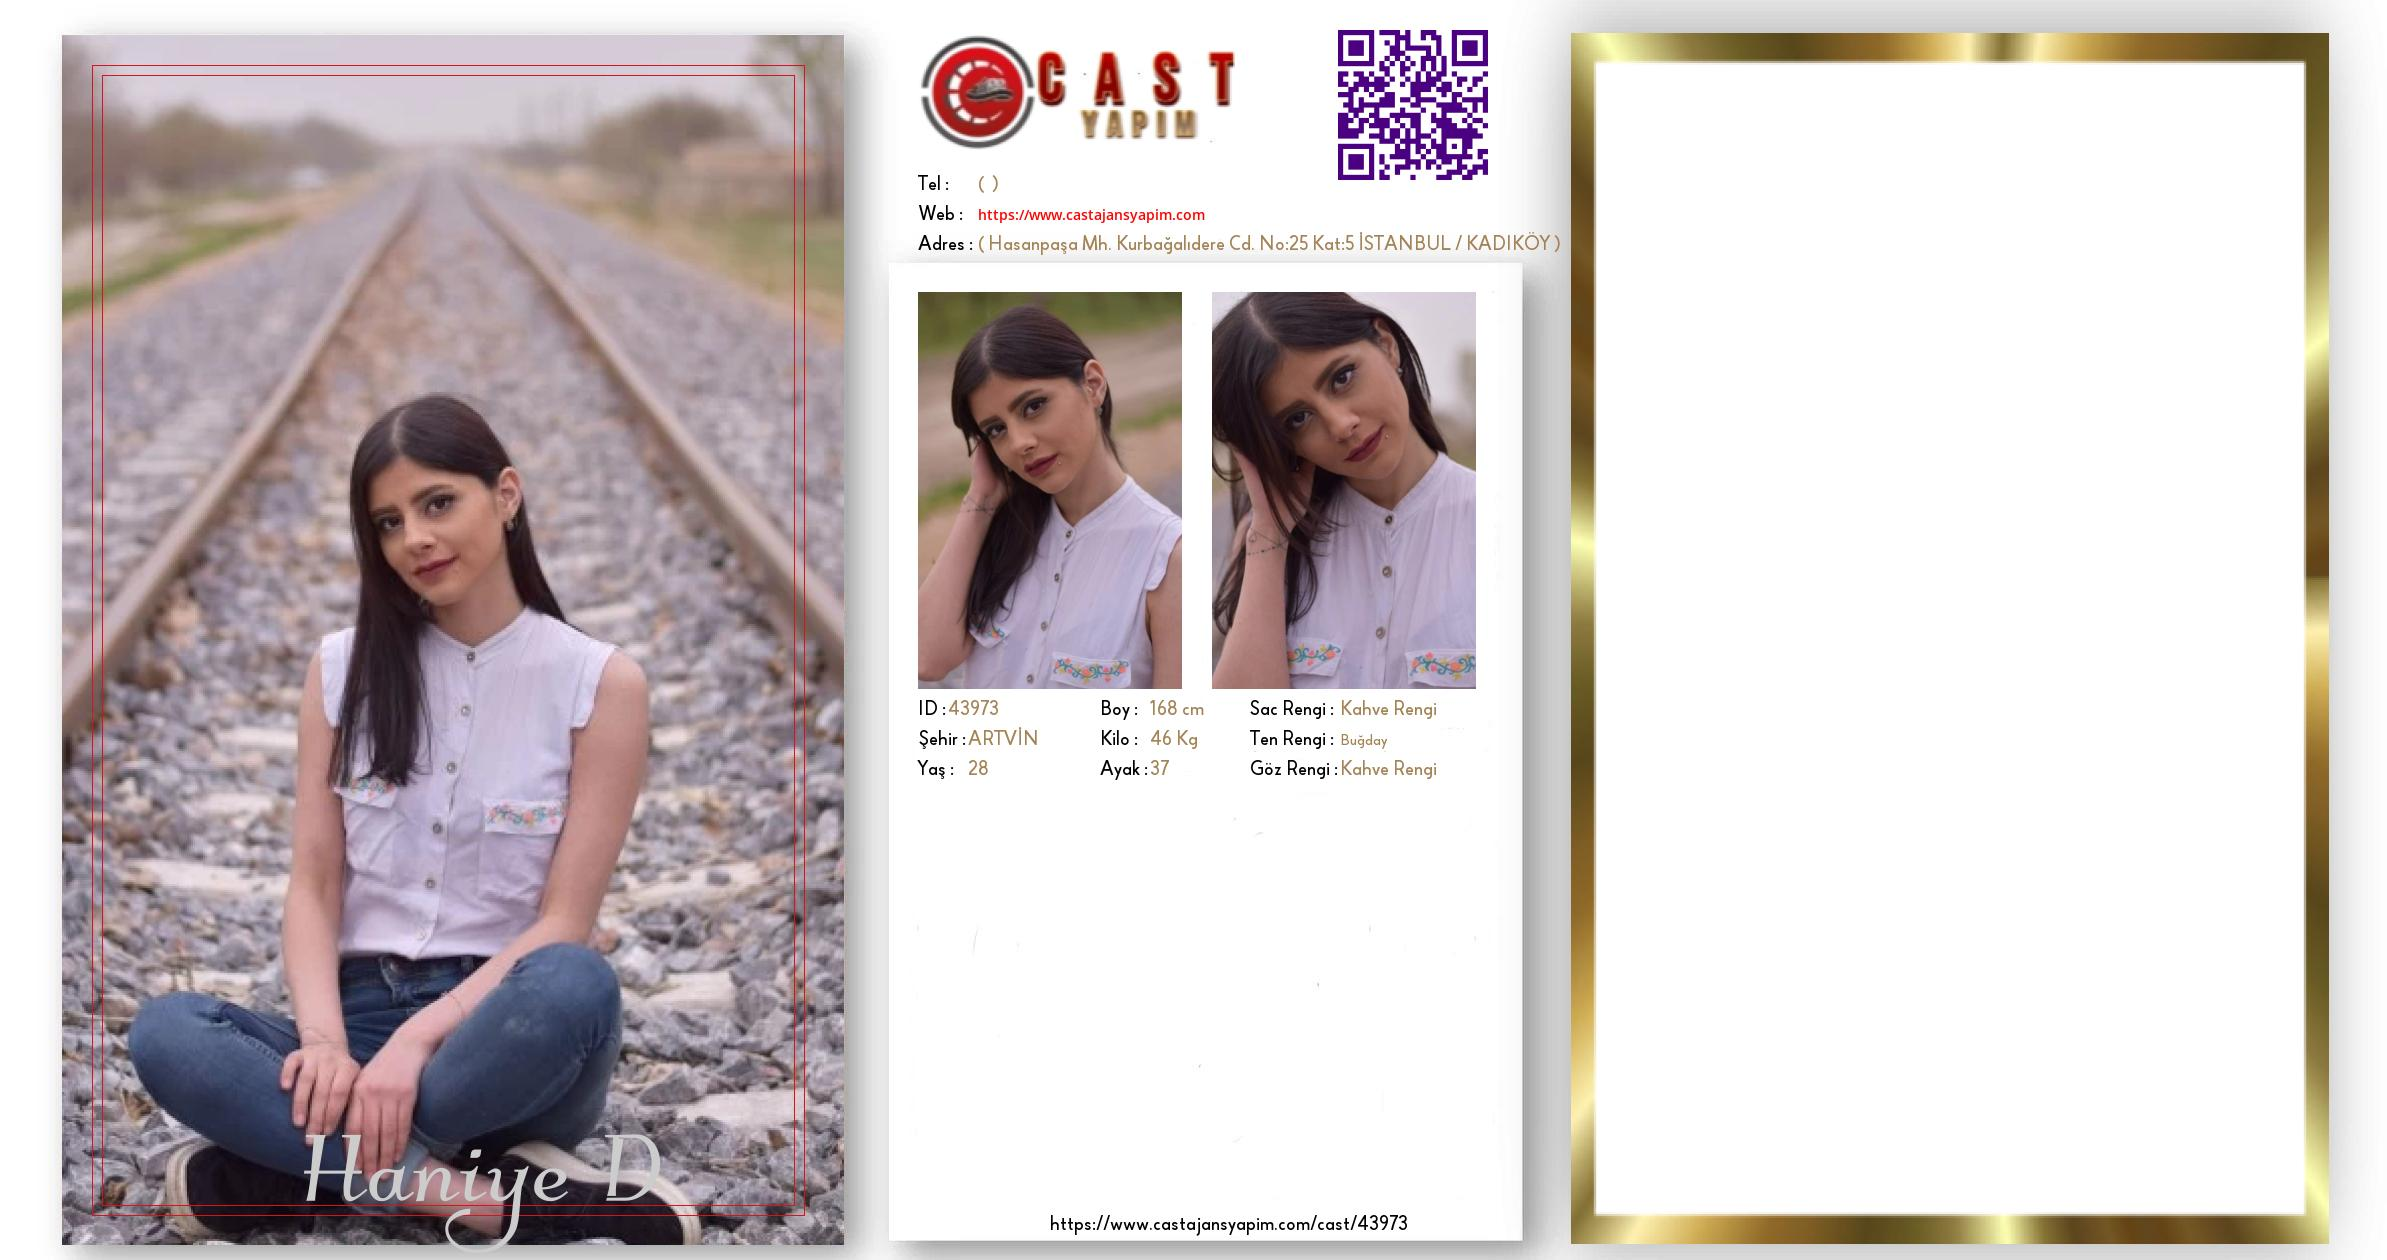 Haniye D
CAST
YAPIM
Tel : ( )
Web : https://www.castajansyapim.com
Adres : ( Hasanpaşa Mh. Kurbağalıdere Cd. No:25 Kat:5 İSTANBUL / KADIKÖY )
ID : 43973 Boy : 168 cm Sac Rengi : Kahve Rengi
Şehir : ARTVİN Kilo : 46 Kg Ten Rengi : Buğday
Yaş : 28 Ayak : 37 Göz Rengi : Kahve Rengi
https://www.castajansyapim.com/cast/43973